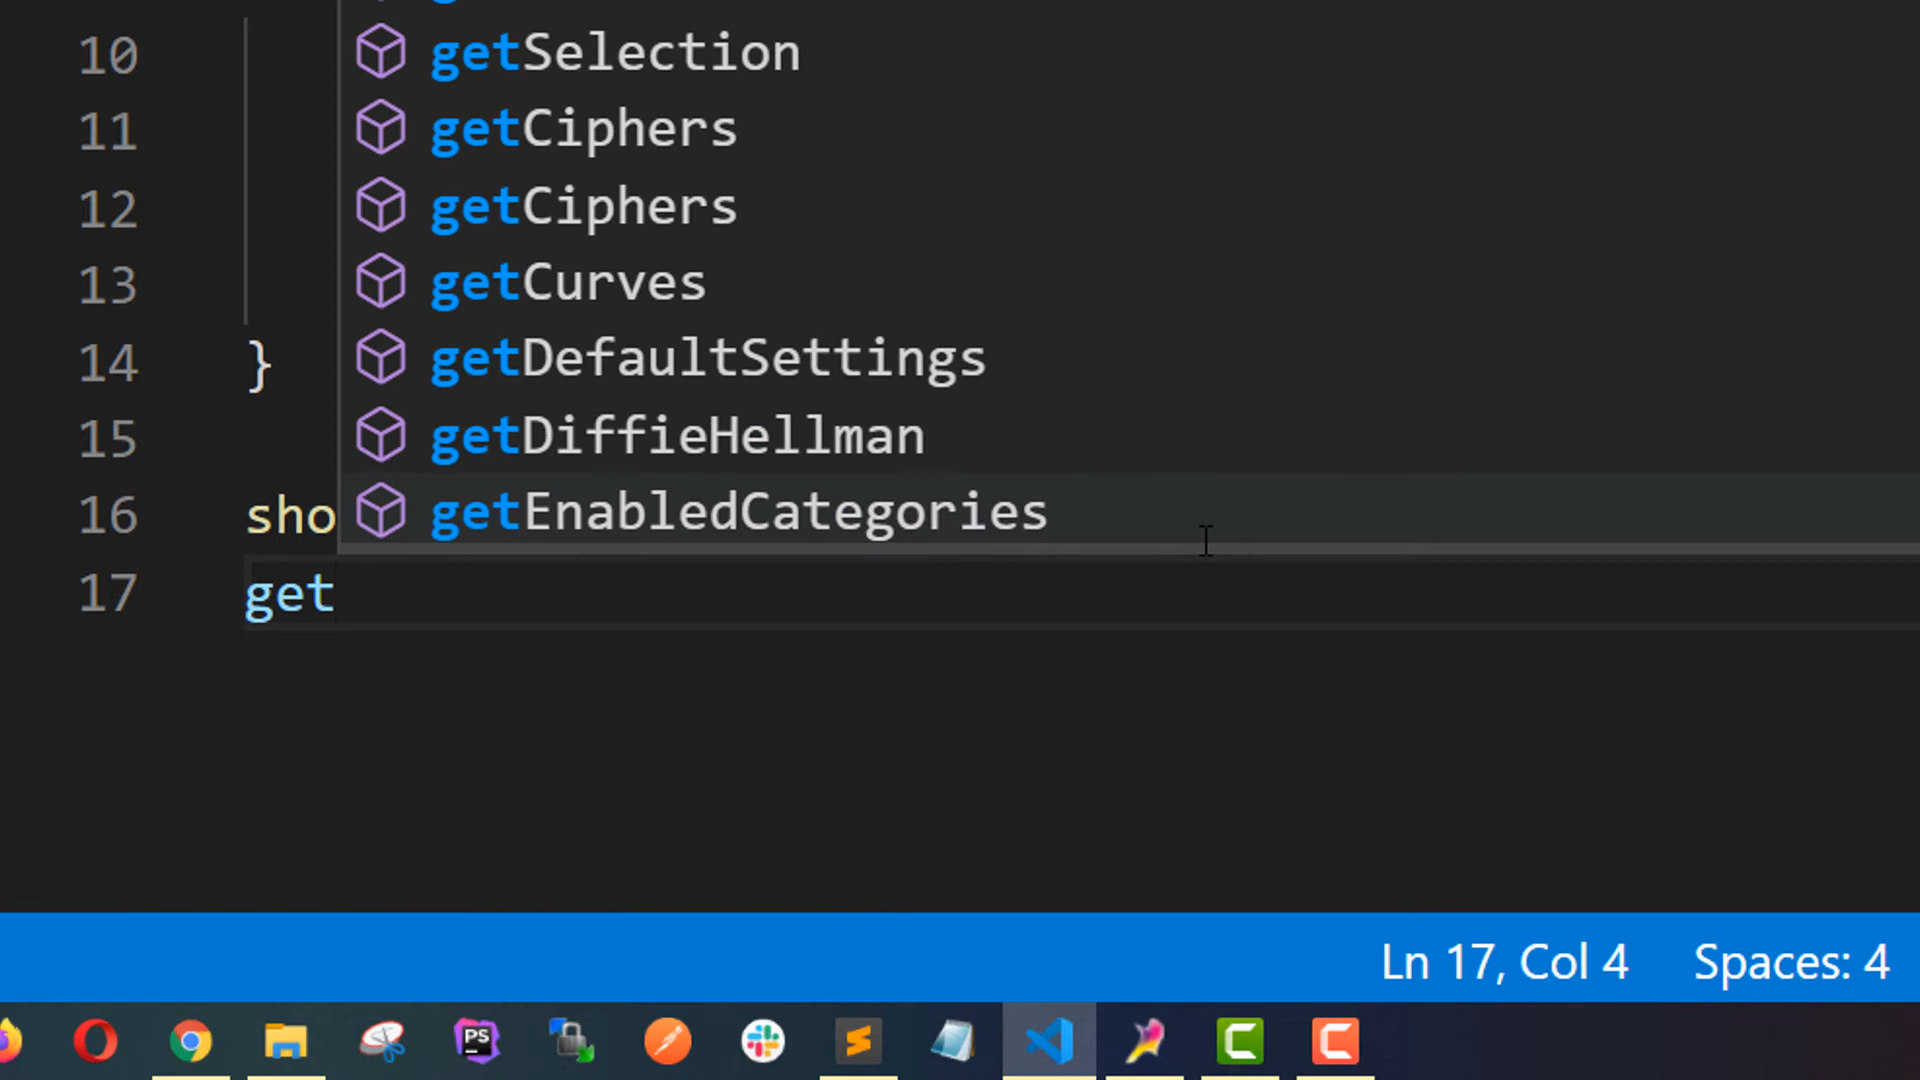 10 getSelection
11 getCiphers
12 getCiphers
13 getCurves
14 } getDefaultSettings
15 getDiffieHellman
16 sho getEnabledCategories
17 get
Ln 17, Col 4 Spaces: 4
PS